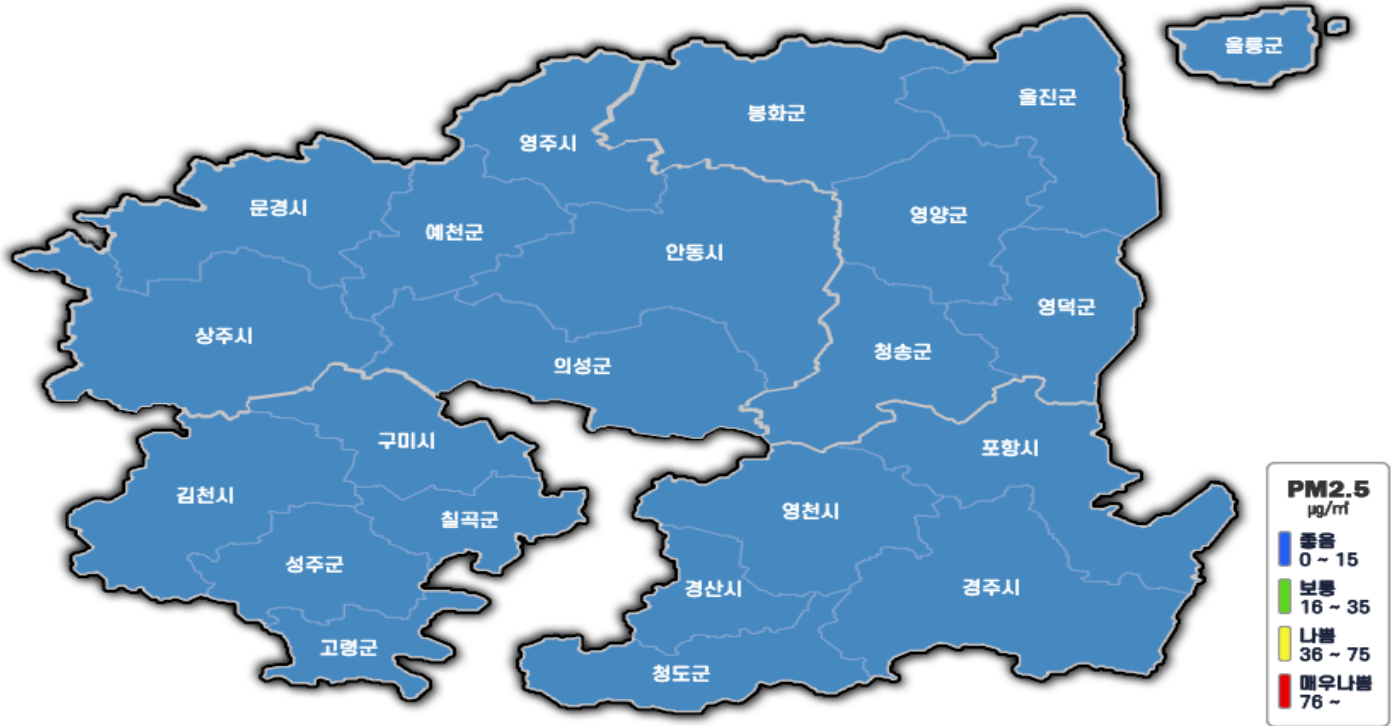 울릉군
울진군
봉화군
영주시
문경시
영양군
예천군
안동시
영덕군
상주시
청송군
의성군
구미시
포항시
김천시
영천시
칠곡군
성주군
경산시
경주시
고령군
청도군
PM2.5
㎍/㎥
좋음
0 ~ 15
보통
16 ~ 35
나쁨
36 ~ 75
매우나쁨
76 ~